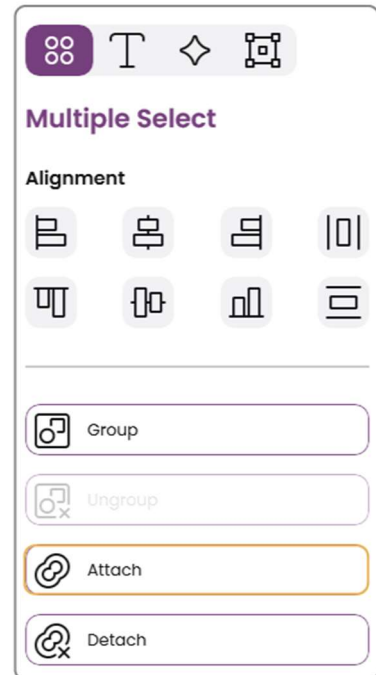 Multiple Select
Alignment
Group
Ungroup
Attach
Detach